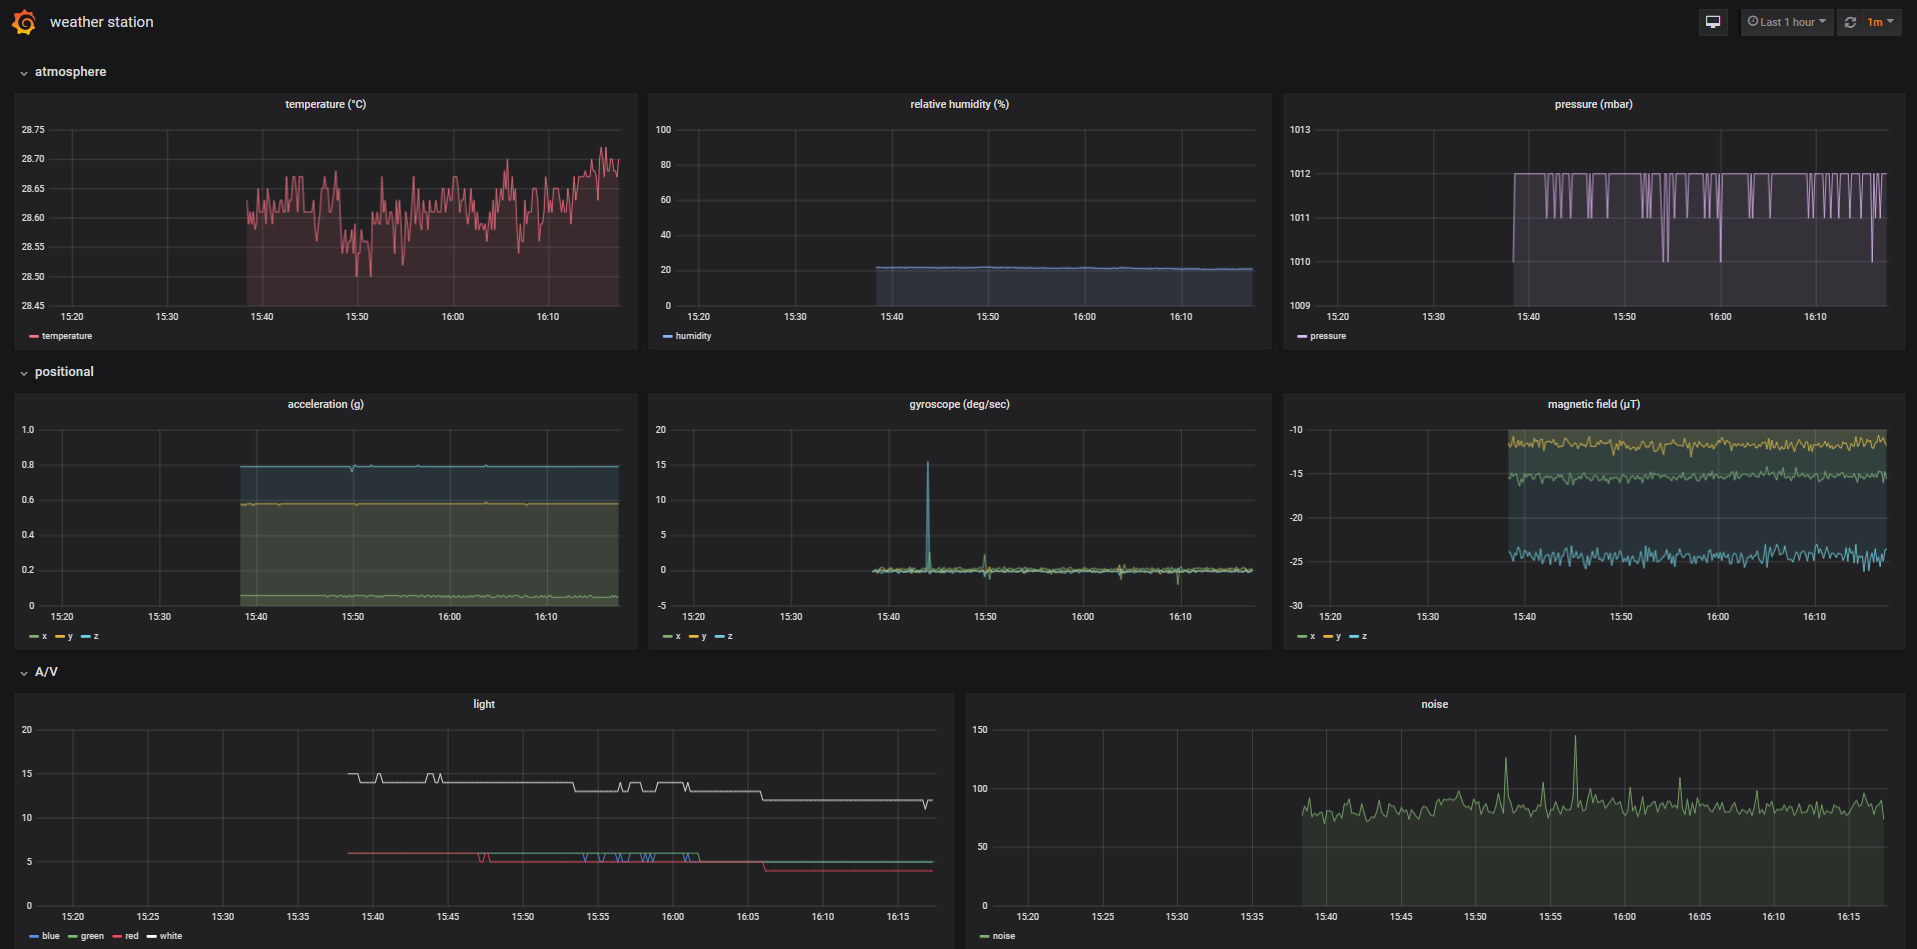 weather station
Last 1 hour 1m
atmosphere
temperature (°C)
28.75
28.70
28.65
28.60
28.55
28.50
28.45
15:20 15:30 15:40 15:50 16:00 16:10
temperature
relative humidity (%)
100
80
60
40
20
0
15:20 15:30 15:40 15:50 16:00 16:10
humidity
pressure (mbar)
1013
1012
1011
1010
1009
15:20 15:30 15:40 15:50 16:00 16:10
pressure
positional
acceleration (g)
1.0
0.8
0.6
0.4
0.2
0
15:20 15:30 15:40 15:50 16:00 16:10
x y z
gyroscope (deg/sec)
20
15
10
5
0
-5
15:20 15:30 15:40 15:50 16:00 16:10
x y z
magnetic field (µT)
-10
-15
-20
-25
-30
15:20 15:30 15:40 15:50 16:00 16:10
x y z
A/V
light
20
15
10
5
0
15:20 15:25 15:30 15:35 15:40 15:45 15:50 15:55 16:00 16:05 16:10 16:15
blue green red white
noise
150
100
50
0
15:20 15:25 15:30 15:35 15:40 15:45 15:50 15:55 16:00 16:05 16:10 16:15
noise